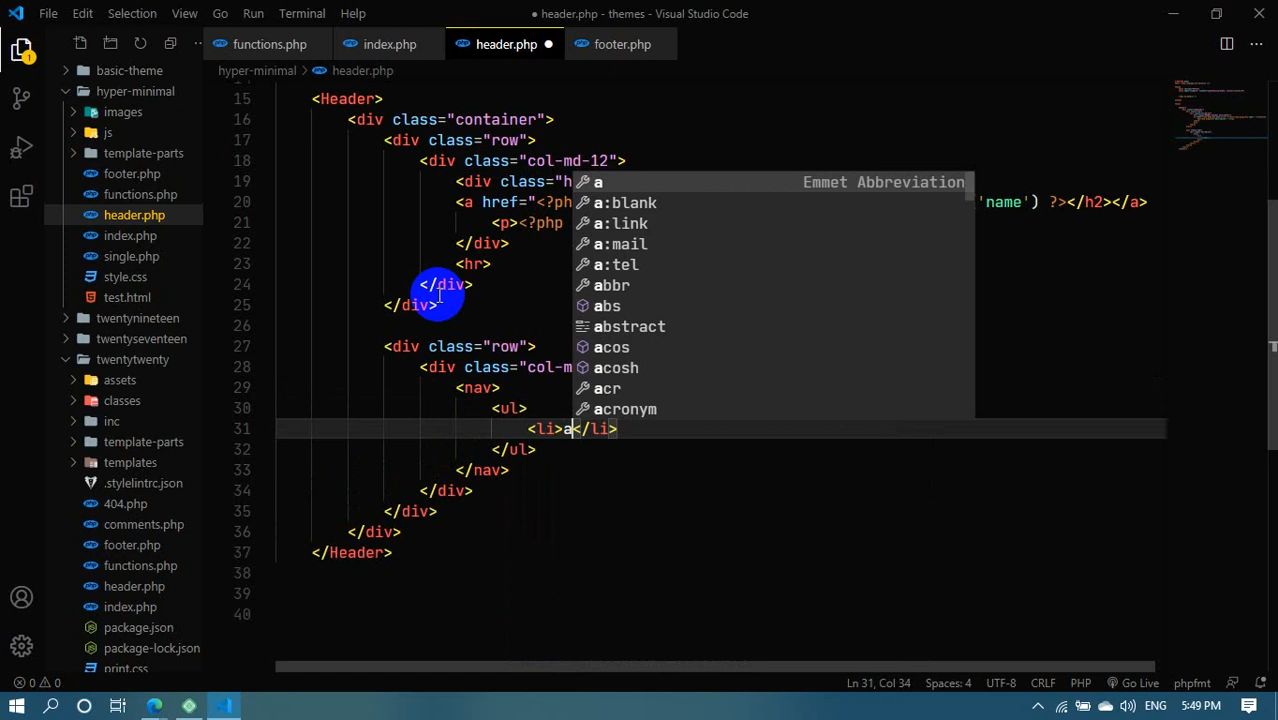 File Edit Selection View Go Run Terminal Help
● header.php - themes - Visual Studio Code
functions.php index.php header.php ● footer.php
hyper-minimal > header.php
basic-theme
hyper-minimal
images
js
template-parts
footer.php
functions.php
header.php
index.php
single.php
style.css
test.html
twentynineteen
twentyseventeen
twentytwenty
assets
classes
inc
template-parts
templates
.stylelintrc.json
404.php
comments.php
footer.php
functions.php
header.php
index.php
package.json
package-lock.json
print.css
1
15 <Header>
16 <div class="container">
17 <div class="row">
18 <div class="col-md-12">
19 <div class="h
20 <a href="<?ph 'name') ?></h2></a>
21 <p><?php
22 </div>
23 <hr>
24 </div>
25 </div>
26
27 <div class="row">
28 <div class="col-m
29 <nav>
30 <ul>
31 <li>a</li>
32 </ul>
33 </nav>
34 </div>
35 </div>
36 </div>
37 </Header>
38
39
40
a Emmet Abbreviation
a:blank
a:link
a:mail
a:tel
abbr
abs
abstract
acos
acosh
acr
acronym
0 0 Ln 31, Col 34 Spaces: 4 UTF-8 CRLF PHP Go Live phpfmt
ENG 5:49 PM